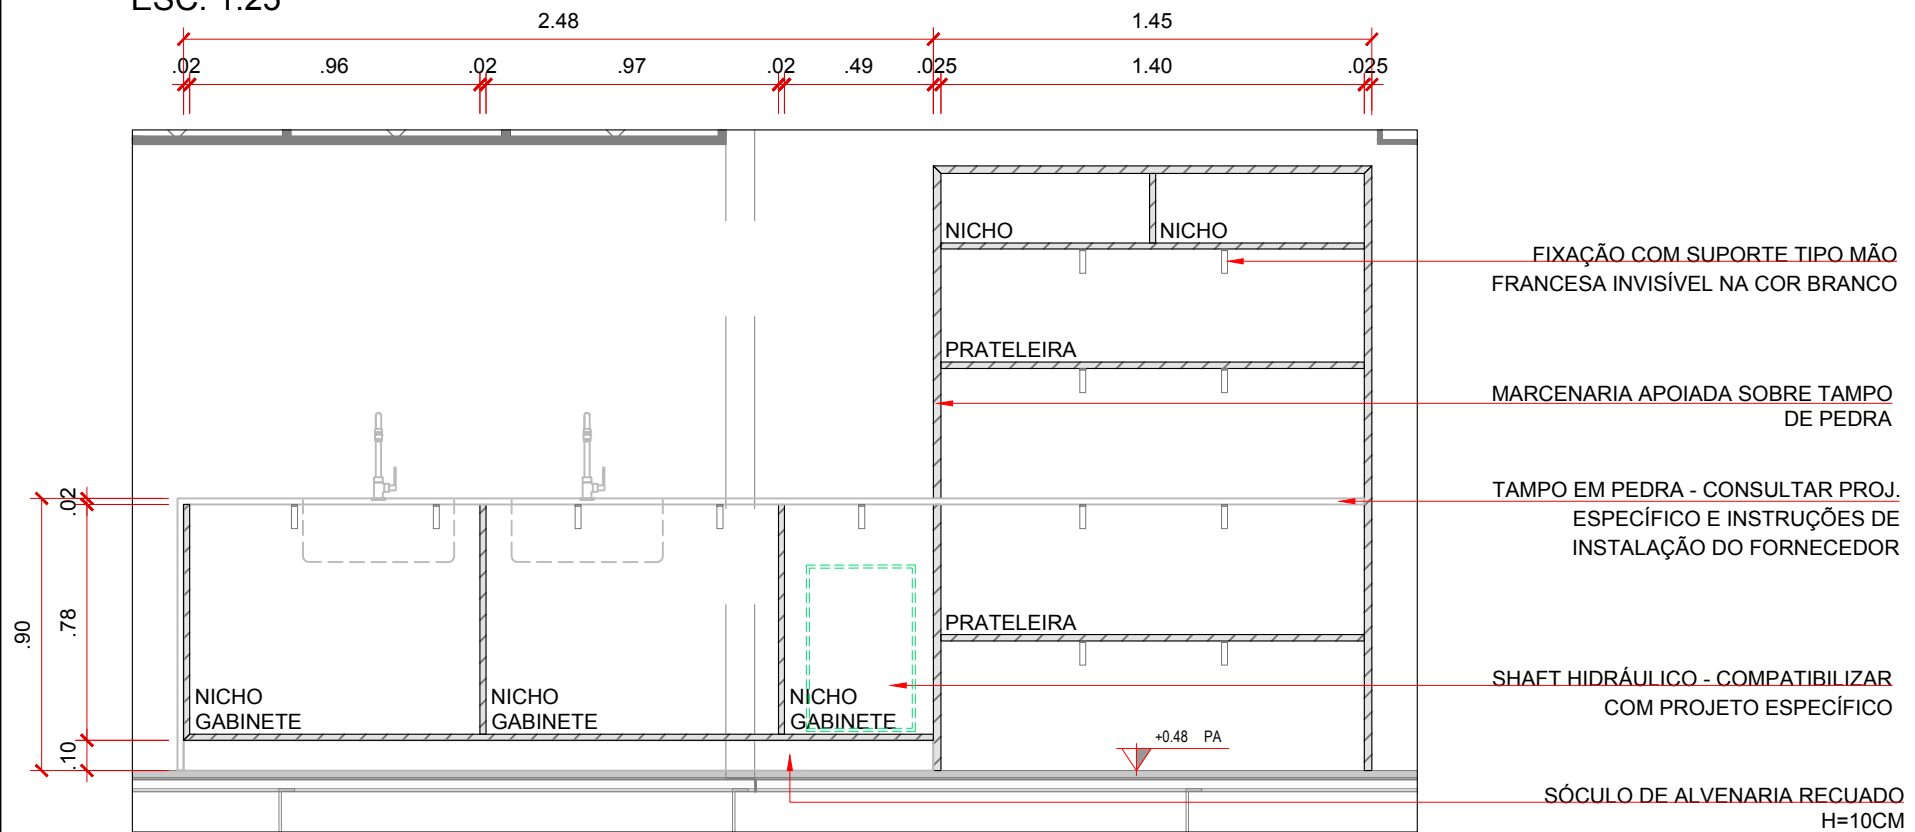 ESC: 1:25
2.48 1.45
.02 .96 .02 .97 .02 .49 .025 1.40 .025
NICHO NICHO
FIXAÇÃO COM SUPORTE TIPO MÃO
FRANCESA INVISÍVEL NA COR BRANCO
PRATELEIRA
MARCENARIA APOIADA SOBRE TAMPO
DE PEDRA
.02
TAMPO EM PEDRA - CONSULTAR PROJ.
ESPECÍFICO E INSTRUÇÕES DE
INSTALAÇÃO DO FORNECEDOR
.90
.78
PRATELEIRA
NICHO
GABINETE
NICHO
GABINETE
NICHO
GABINETE
SHAFT HIDRÁULICO - COMPATIBILIZAR
COM PROJETO ESPECÍFICO
.10
+0.48 PA
SÓCULO DE ALVENARIA RECUADO
H=10CM